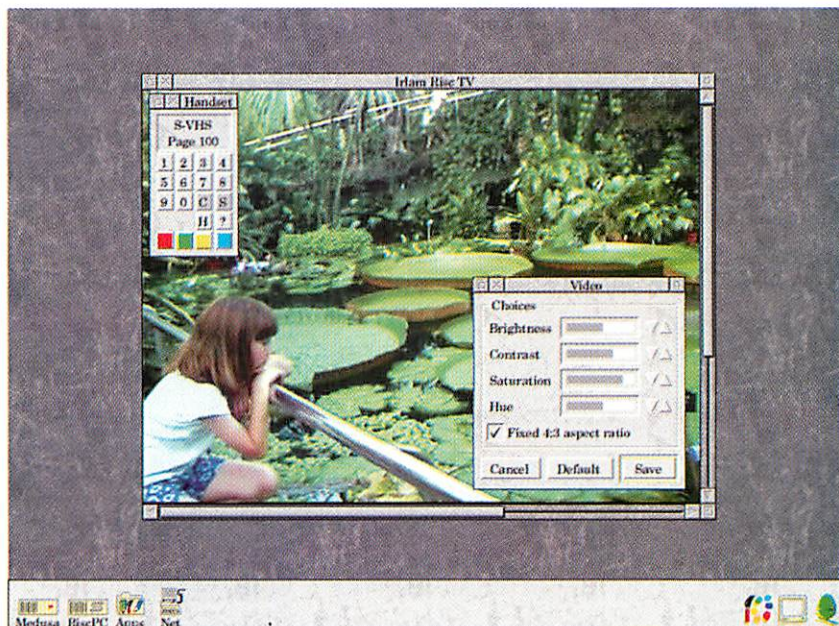 Irlam Risc TV
Handset
S-VHS
Page 100
1 2 3 4
5 6 7 8
9 0 C S
H ?
Video
Choices
Brightness
Contrast
Saturation
Hue
Fixed 4:3 aspect ratio
Cancel Default Save
Medusa RiscPC Apps Net